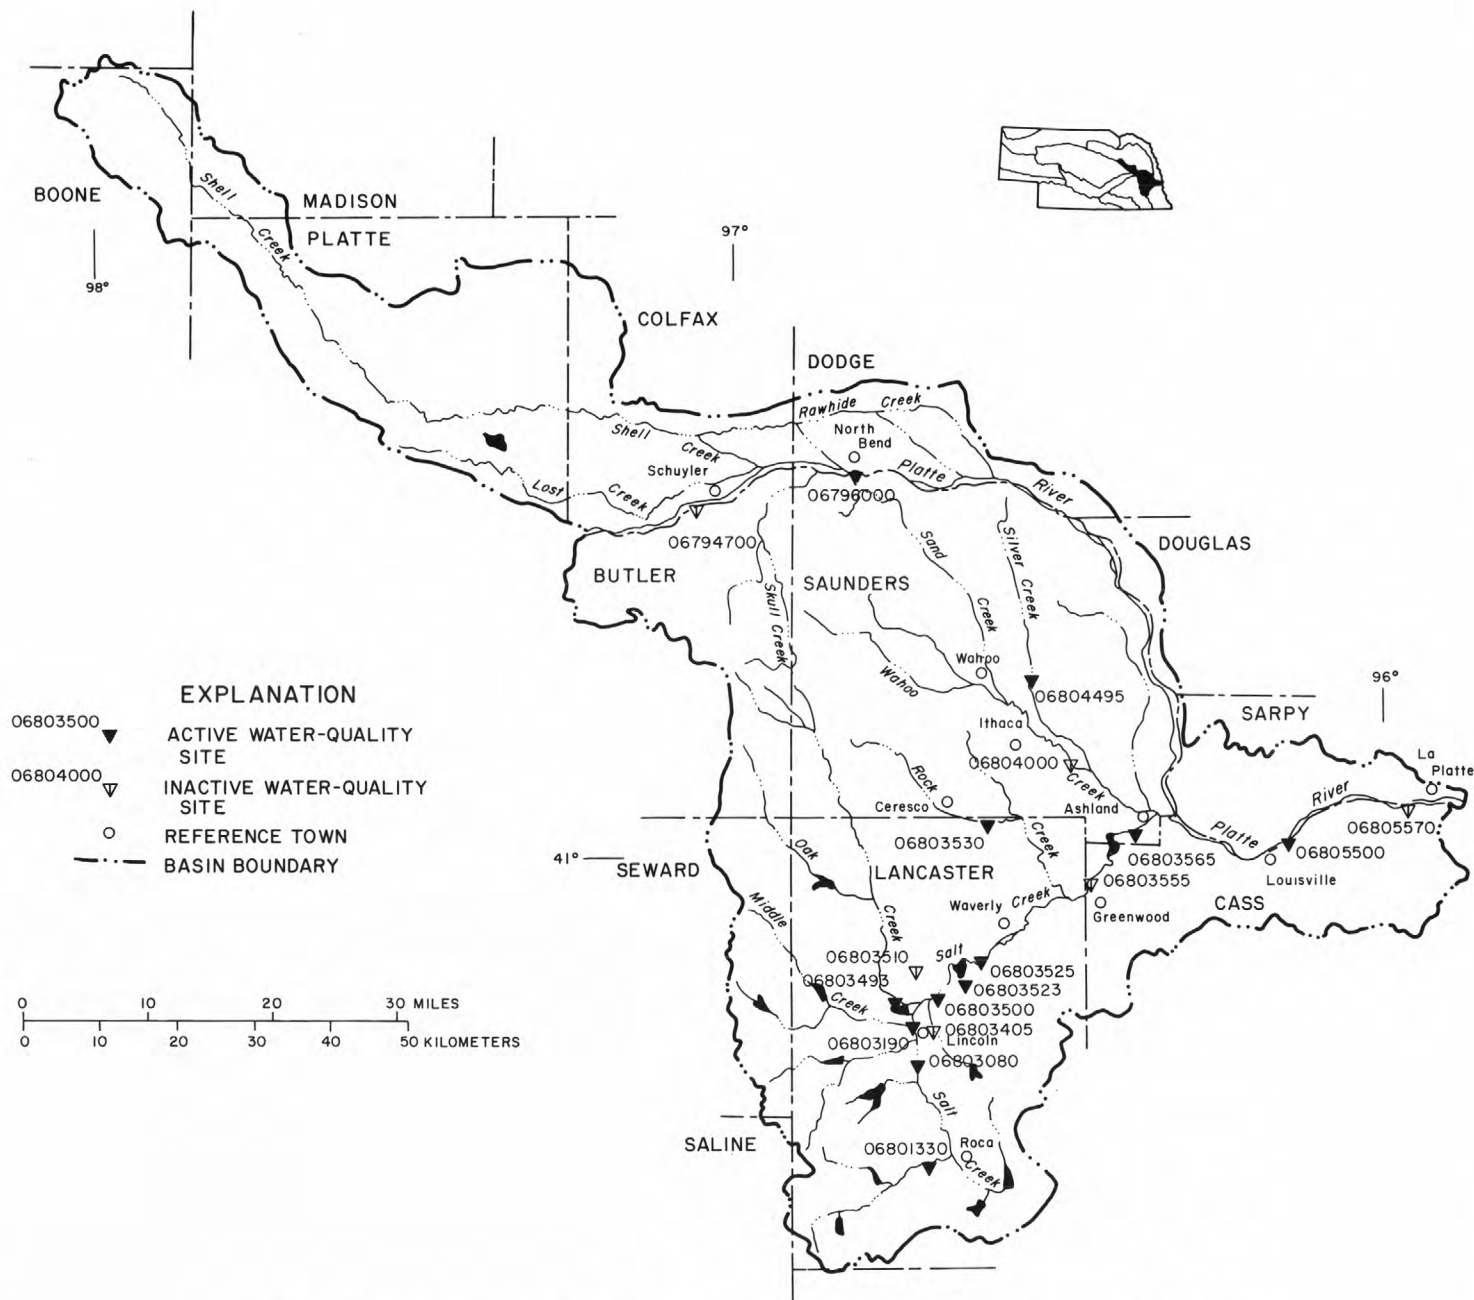 BOONE
MADISON
PLATTE
Shell
Creek
98°
97°
COLFAX
DODGE
Rawhide Creek
North
Bend
Shell
Creek
Schuyler
Platte
River
Lost
Creek
06796000
06794700
DOUGLAS
BUTLER
SAUNDERS
Skull Creek
Sand
Creek
Silver Creek
Wahoo
Wahoo
06804495
96°
SARPY
Ithaca
06804000
Creek
La
Platte
River
EXPLANATION
06803500
ACTIVE WATER-QUALITY
SITE
06804000
INACTIVE WATER-QUALITY
SITE
REFERENCE TOWN
BASIN BOUNDARY
Rock
Ceresco
Creek
Ashland
Platte
06805570
06803530
06803565
06805500
41°
SEWARD
Oak
LANCASTER
06803555
Louisville
Middle
Waverly
Creek
Greenwood
CASS
Creek
06803510
Salt
06803525
06803493
06803523
Creek
06803500
06803405
06803190
Lincoln
06803080
0 10 20 30 MILES
0 10 20 30 40 50 KILOMETERS
Salt
SALINE
06801330
Roca
Creek